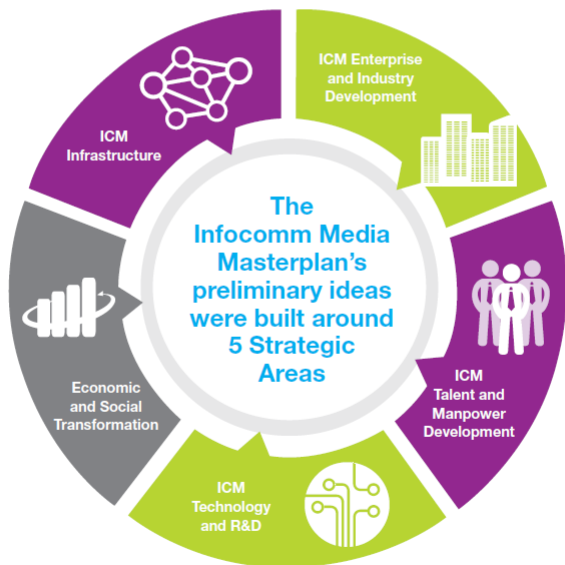 ICM Enterprise
and Industry
Development
ICM
Infrastructure
The
Infocomm Media
Masterplan's
preliminary ideas
were built around
5 Strategic
Areas
ICM
Talent and
Manpower
Development
Economic
and Social
Transformation
ICM
Technology
and R&D